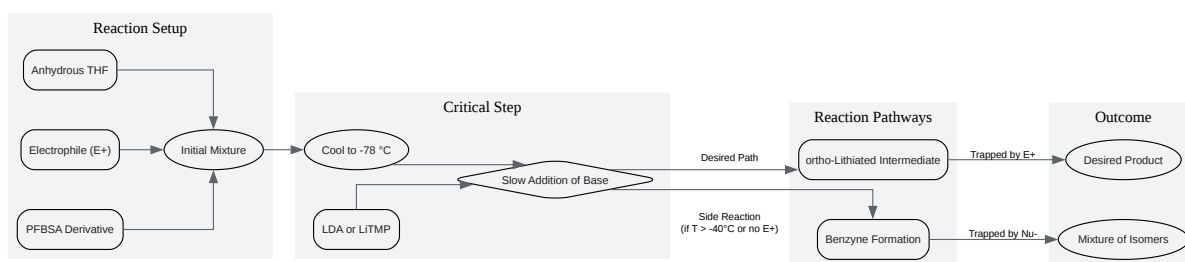 Reaction Setup
Anhydrous THF
Electrophile (E+)
Initial Mixture
PFBSA Derivative
Critical Step
Cool to -78 °C
Slow Addition of Base
LDA or LiTMP
Desired Path
Side Reaction
(if T > -40°C or no E+)
Reaction Pathways
ortho-Lithiated Intermediate
Benzyne Formation
Trapped by E+
Trapped by Nu-
Outcome
Desired Product
Mixture of Isomers